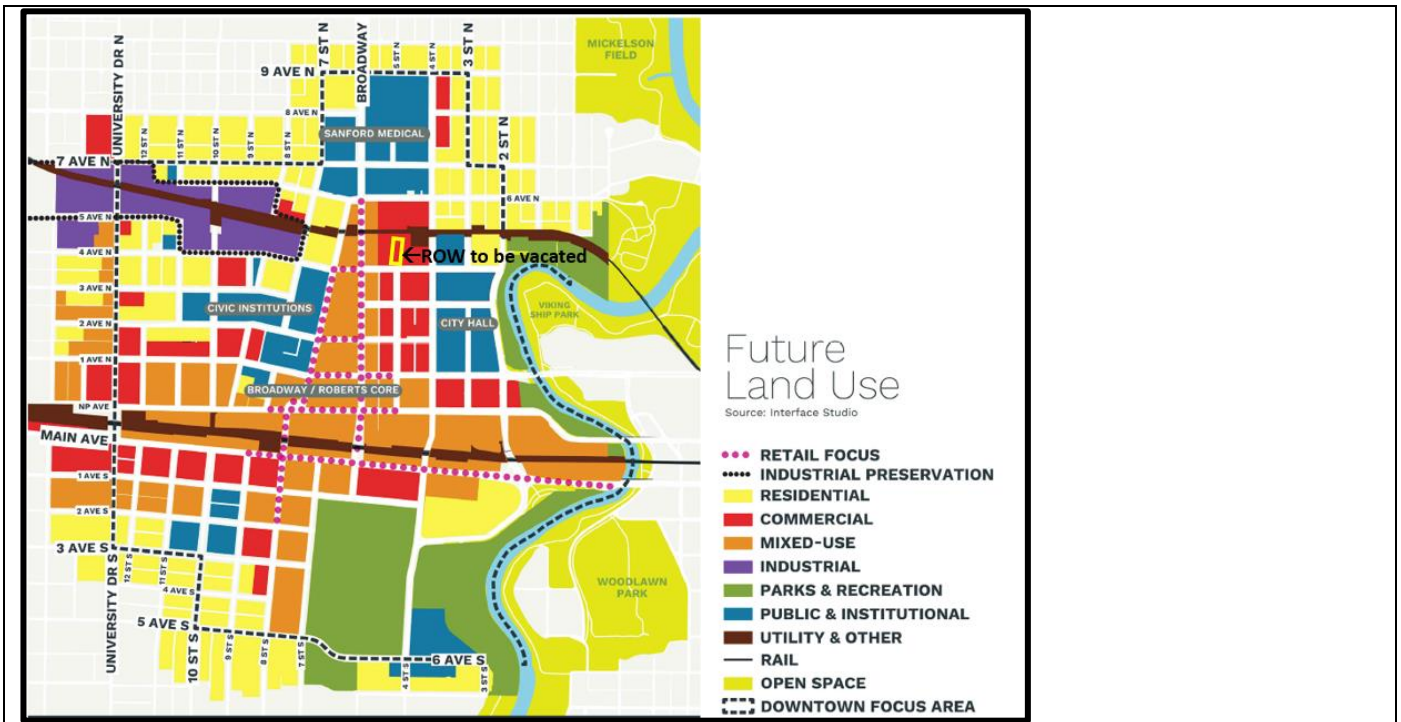 MICKELSON
FIELD
UNIVERSITY DR N
7 ST N
BROADWAY
5 ST N
4 ST N
3 ST N
9 AVE N
8 AVE N
12 ST N
11 ST N
10 ST N
9 ST N
8 ST N
SANFORD MEDICAL
2 ST N
7 AVE N
6 AVE N
5 AVE N
4 AVE N
←ROW to be vacated
3 AVE N
CIVIC INSTITUTIONS
VIKING
SHIP PARK
2 AVE N
CITY HALL
1 AVE N
BROADWAY / ROBERTS CORE
NP AVE
MAIN AVE
1 AVE S
2 AVE S
3 AVE S
12 ST S
11 ST S
4 AVE S
WOODLAWN
PARK
UNIVERSITY DR S
5 AVE S
10 ST S
9 ST S
8 ST S
7 ST S
6 AVE S
4 ST S
3 ST S
Future
Land Use
Source: Interface Studio
RETAIL FOCUS
INDUSTRIAL PRESERVATION
RESIDENTIAL
COMMERCIAL
MIXED-USE
INDUSTRIAL
PARKS & RECREATION
PUBLIC & INSTITUTIONAL
UTILITY & OTHER
RAIL
OPEN SPACE
DOWNTOWN FOCUS AREA